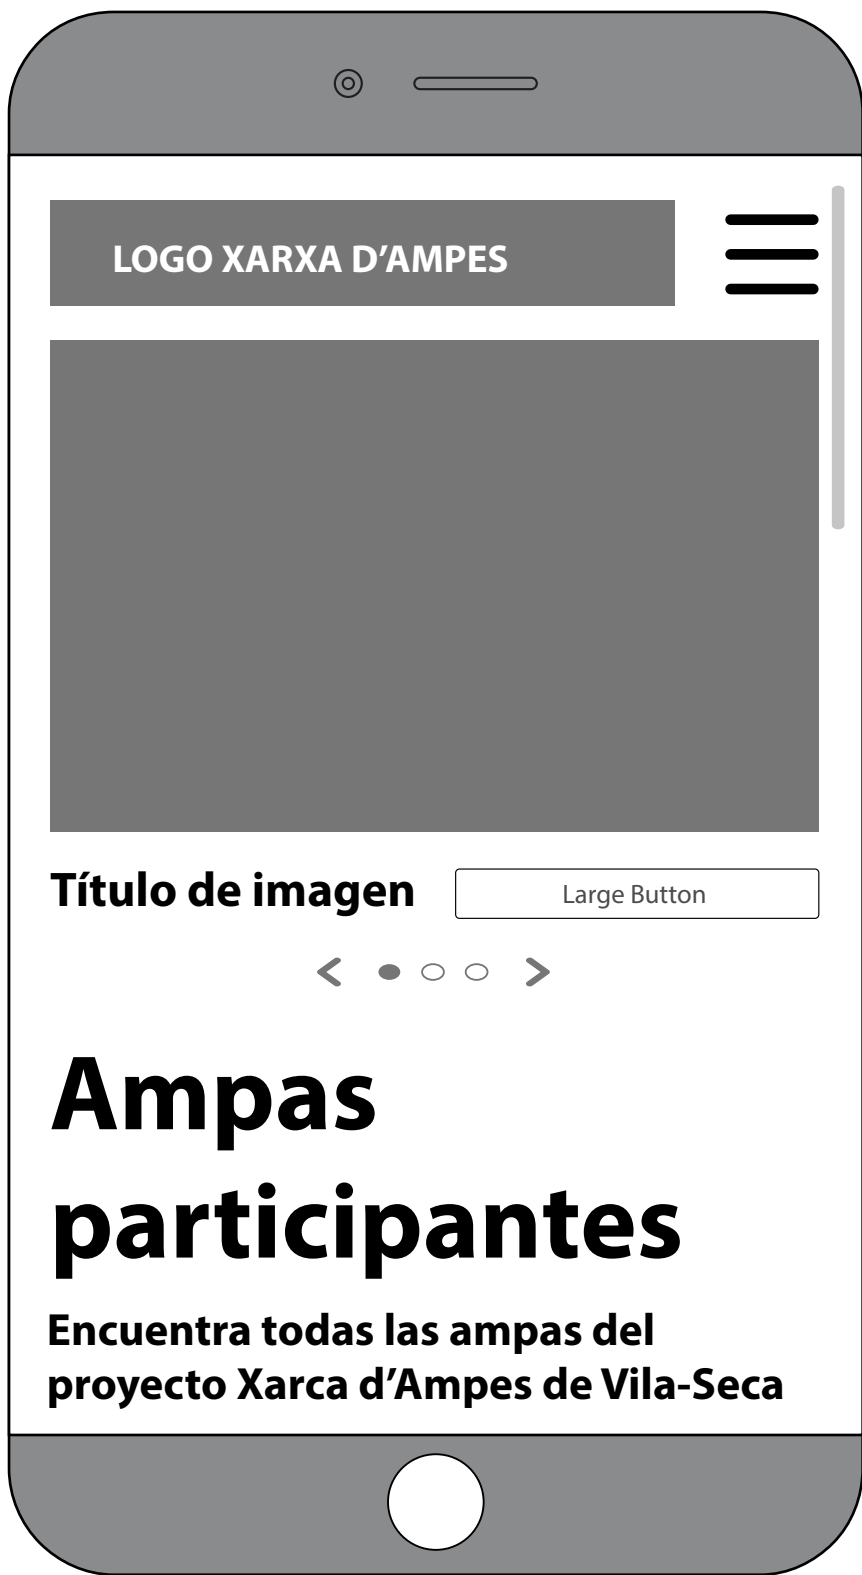 LOGO XARXA D’AMPES
Título de imagen
Large Button
Ampas
participantes
Encuentra todas las ampas del
proyecto Xarca d’Ampes de Vila-Seca